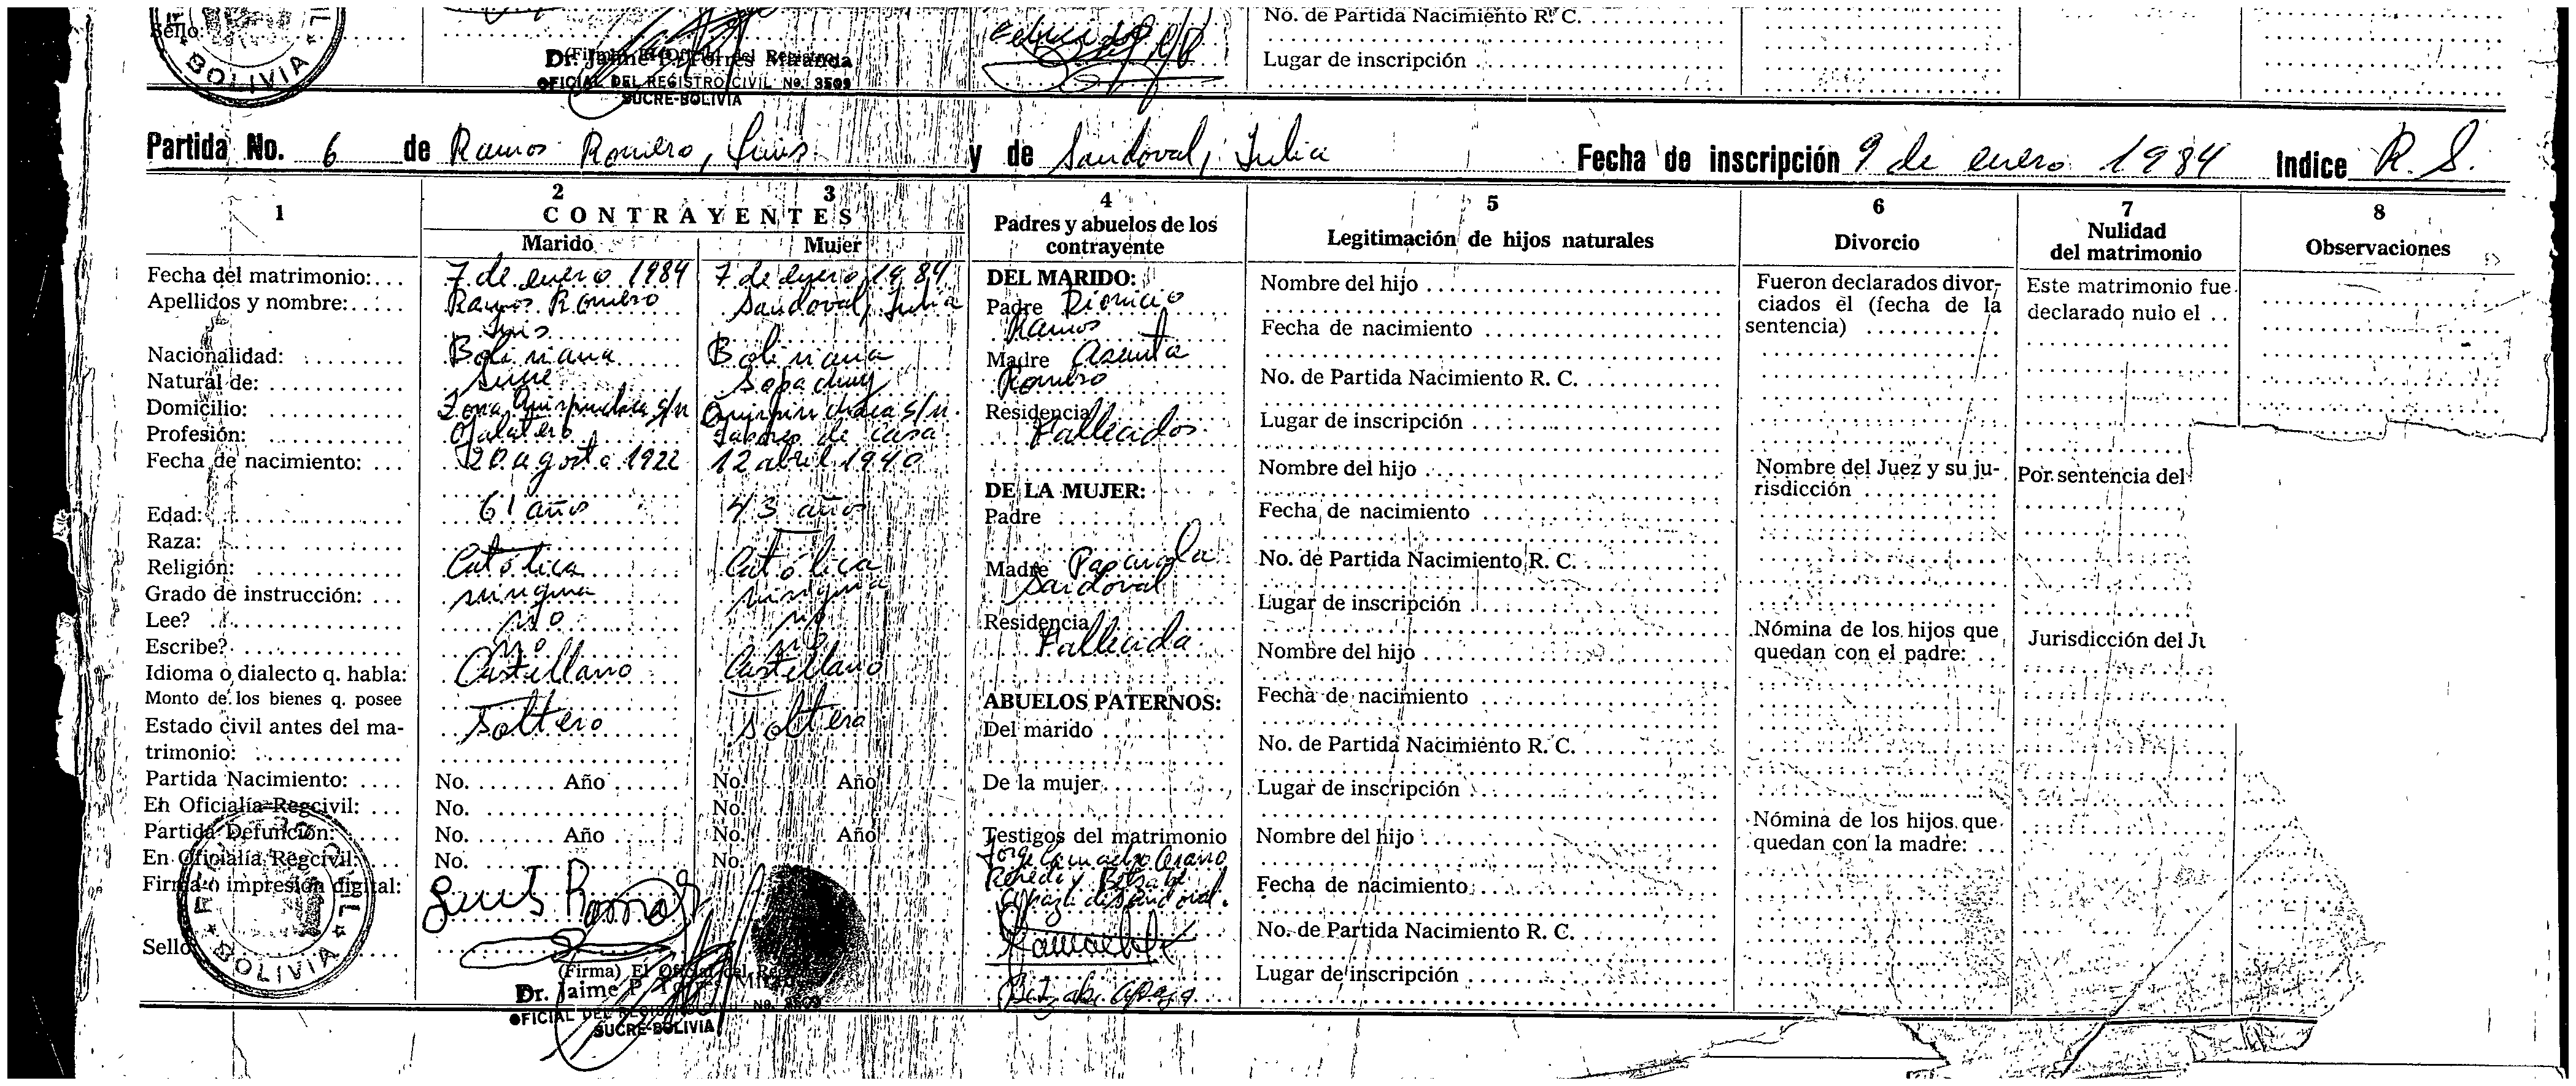 Sello
BOLIVIA
(Firma) El Oficial del Registro
Dr. Jaime P. Torres Miranda
OFICIAL DEL REGISTRO CIVIL No. 3509
SUCRE-BOLIVIA
No. de Partida Nacimiento R. C.
Lugar de inscripción
Partida No. 6 de Ramos Romero, Luis y de Sandoval, Julia Fecha de inscripción 9 de enero 1984 Indice R. S.
1
2 3
CONTRAYENTES
Marido Mujer
4
Padres y abuelos de los
contrayente
5
Legitimación de hijos naturales
6
Divorcio
7
Nulidad
del matrimonio
8
Observaciones
Fecha del matrimonio: 7 de enero 1984 7 de enero 1984
Apellidos y nombre: Ramos Romero Sandoval, Julia
Luis
Nacionalidad: Boliviana Boliviana
Natural de: Sucre Sopachuy
Domicilio: Zona Quirpinchaca s/n Quirpinchaca s/n.
Profesión: Ojalatero Labores de casa
Fecha de nacimiento: 20 agosto 1922 12 abril 1940
Edad: 61 años 43 años
Raza:
Religión: Católica Católica
Grado de instrucción: ninguna ninguna
Lee? no no
Escribe? no no
Idioma o dialecto q. habla: Castellano Castellano
Monto de los bienes q. posee
Estado civil antes del ma- soltero soltera
trimonio:
Partida Nacimiento: No. Año No. Año
En Oficialía Regcivil: No. No.
Partida Defunción: No. Año No. Año
En Oficialía Regcivil: No. No.
Firma o impresión digital:
Luis Ramos
Sello
BOLIVIA
(Firma) El Oficial del Reg
Dr. Jaime P. Torres Miranda
OFICIAL DEL REGISTRO CIVIL No. 3509
SUCRE-BOLIVIA
DEL MARIDO:
Padre Dionicio
Ramos
Madre Asunta
Romero
Residencia
Fallecidos
DE LA MUJER:
Padre
Madre
Sandoval
Residencia
Fallecida
ABUELOS PATERNOS:
Del marido
De la mujer
Testigos del matrimonio
Jorge Camacho
Nombre del hijo
Fecha de nacimiento
No. de Partida Nacimiento R. C.
Lugar de inscripción
Nombre del hijo
Fecha de nacimiento
No. de Partida Nacimiento R. C.
Lugar de inscripción
Nombre del hijo
Fecha de nacimiento
No. de Partida Nacimiento R. C.
Lugar de inscripción
Nombre del hijo
Fecha de nacimiento
No. de Partida Nacimiento R. C.
Lugar de inscripción
Fueron declarados divor-
ciados el (fecha de la
sentencia)
Nombre del Juez y su ju-
risdicción
Nómina de los hijos que
quedan con el padre:
Nómina de los hijos que
quedan con la madre:
Este matrimonio fue
declarado nulo el
Por sentencia del
Jurisdicción del Ju